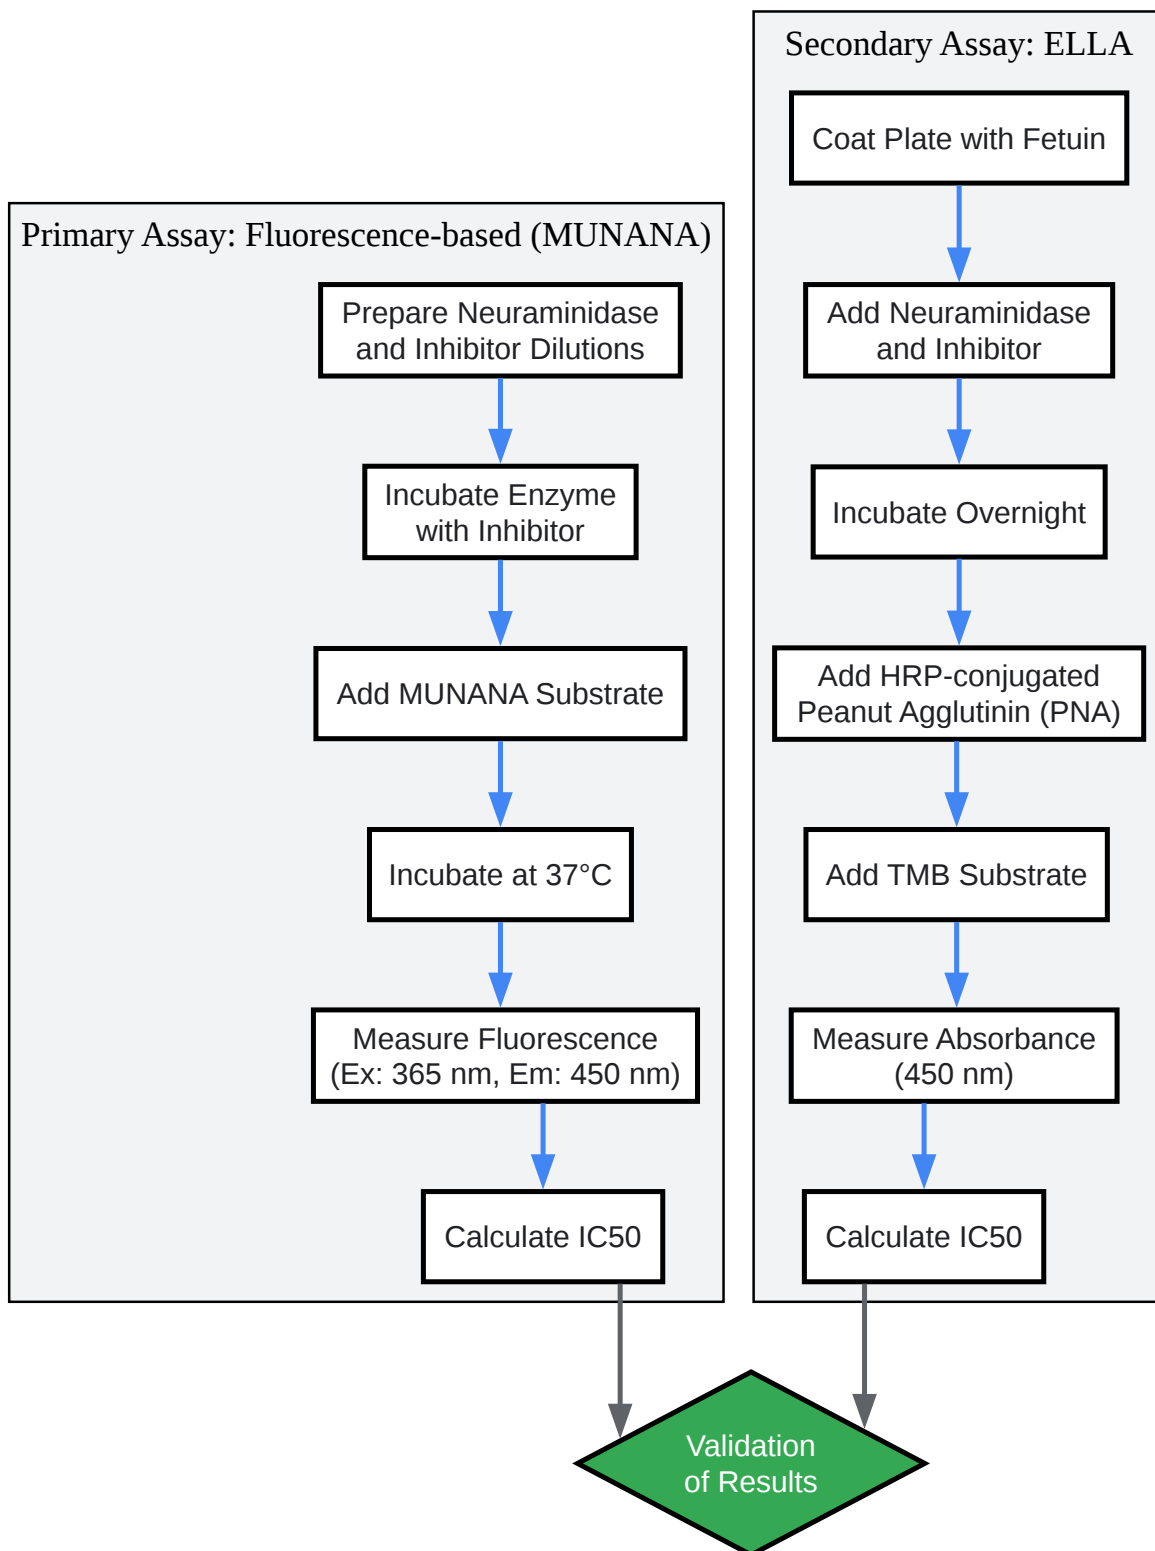 Primary Assay: Fluorescence-based (MUNANA)
Prepare Neuraminidase
and Inhibitor Dilutions
Incubate Enzyme
with Inhibitor
Add MUNANA Substrate
Incubate at 37°C
Measure Fluorescence
(Ex: 365 nm, Em: 450 nm)
Calculate IC50
Secondary Assay: ELLA
Coat Plate with Fetuin
Add Neuraminidase
and Inhibitor
Incubate Overnight
Add HRP-conjugated
Peanut Agglutinin (PNA)
Add TMB Substrate
Measure Absorbance
(450 nm)
Calculate IC50
Validation
of Results